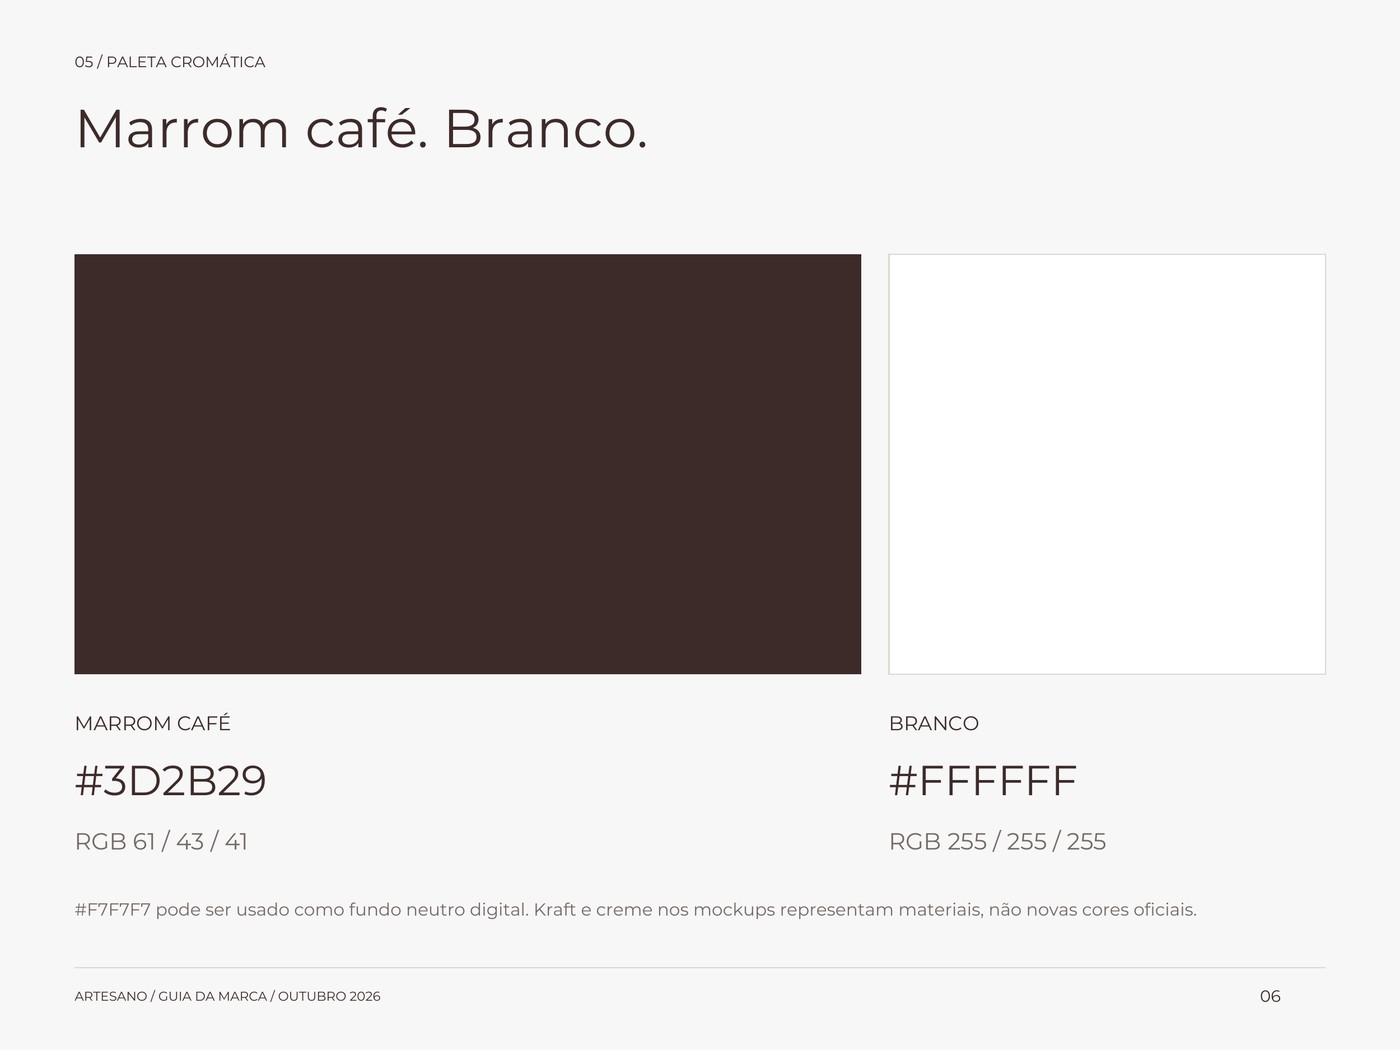 05 / PALETA CROMÁTICA
Marrom café. Branco.
MARROM CAFÉ
#3D2B29
RGB 61 / 43 / 41
BRANCO
#FFFFFF
RGB 255 / 255 / 255
#F7F7F7 pode ser usado como fundo neutro digital. Kraft e creme nos mockups representam materiais, não novas cores oficiais.
ARTESANO / GUIA DA MARCA / OUTUBRO 2026
06